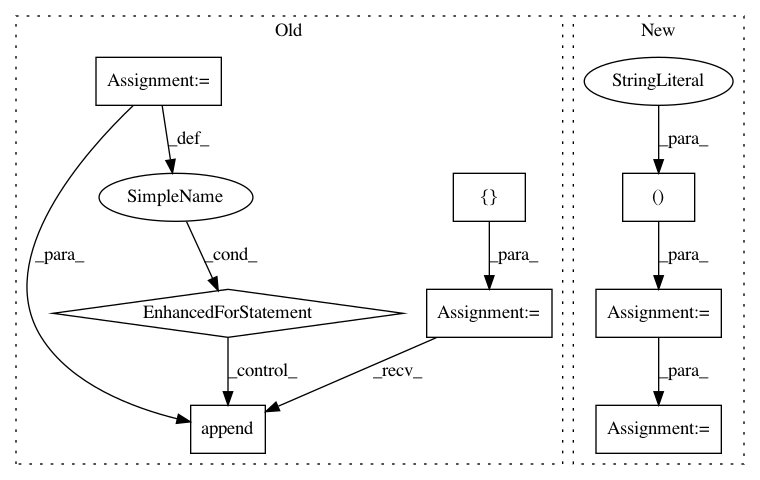 Old
New
Assignment:=
StringLiteral
_def_
_para_
SimpleName
{}
()
_para_
_cond_
_para_
_para_
EnhancedForStatement
Assignment:=
Assignment:=
_control_
_recv_
_para_
append
Assignment:=